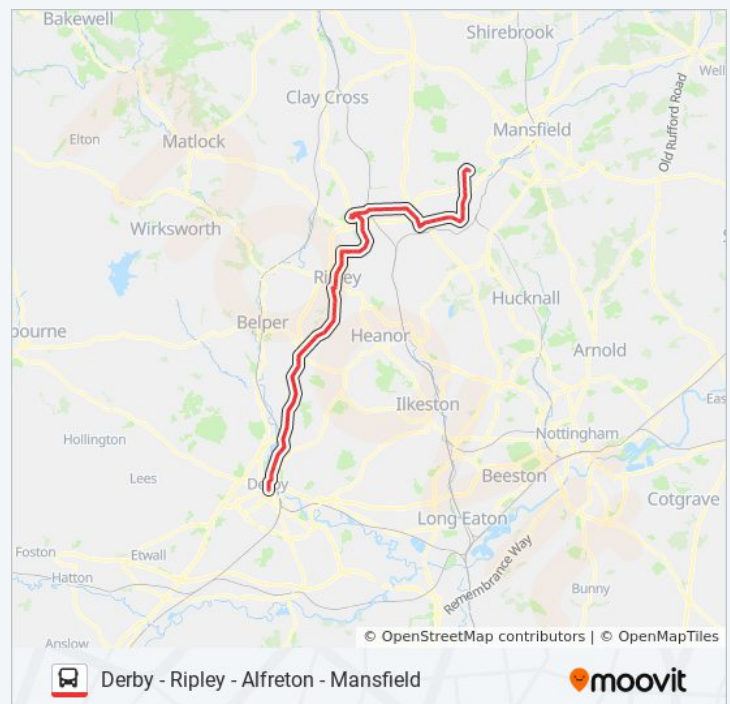 Bakewell
Shirebrook
Well
Clay Cross
Old Rufford Road
Mansfield
Elton
Matlock
Wirksworth
Ripley
Hucknall
Belper
bourne
Heanor
Arnold
Ilkeston
Eas
Hollington
Nottingham
Lees
Derby
Beeston
Cotgrave
Long Eaton
Foston
Etwall
Hatton
Remembrance Way
Bunny
Anslow
© OpenStreetMap contributors | © OpenMapTiles
Derby - Ripley - Alfreton - Mansfield
moovit